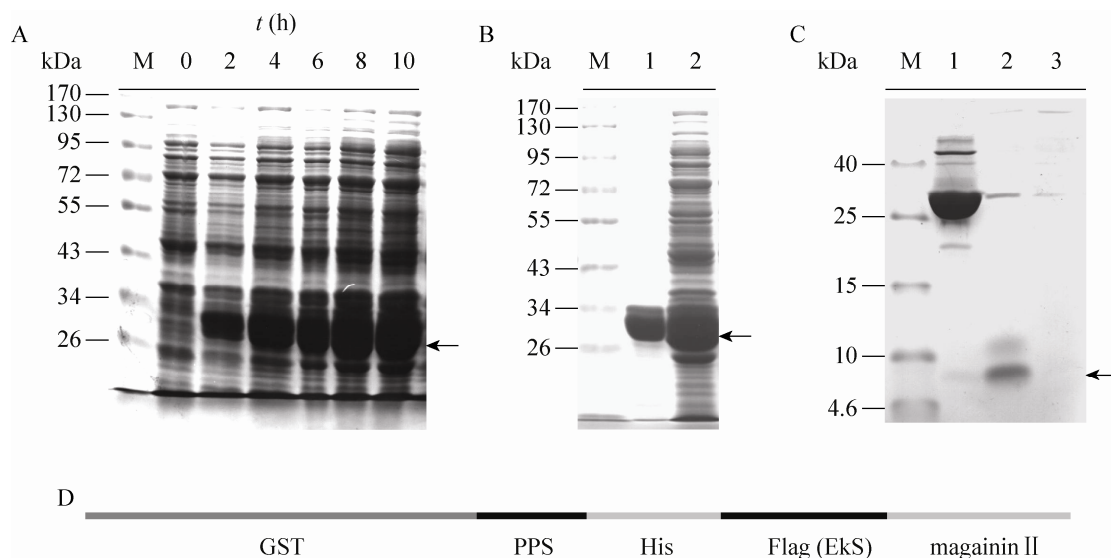 A
t (h)
kDa M 0 2 4 6 8 10
170
130
95
72
55
43
34
26
B
kDa M 1 2
170
130
95
72
55
43
34
26
C
kDa M 1 2 3
40
25
15
10
4.6
D
GST PPS His Flag (EkS) magainin Ⅱ